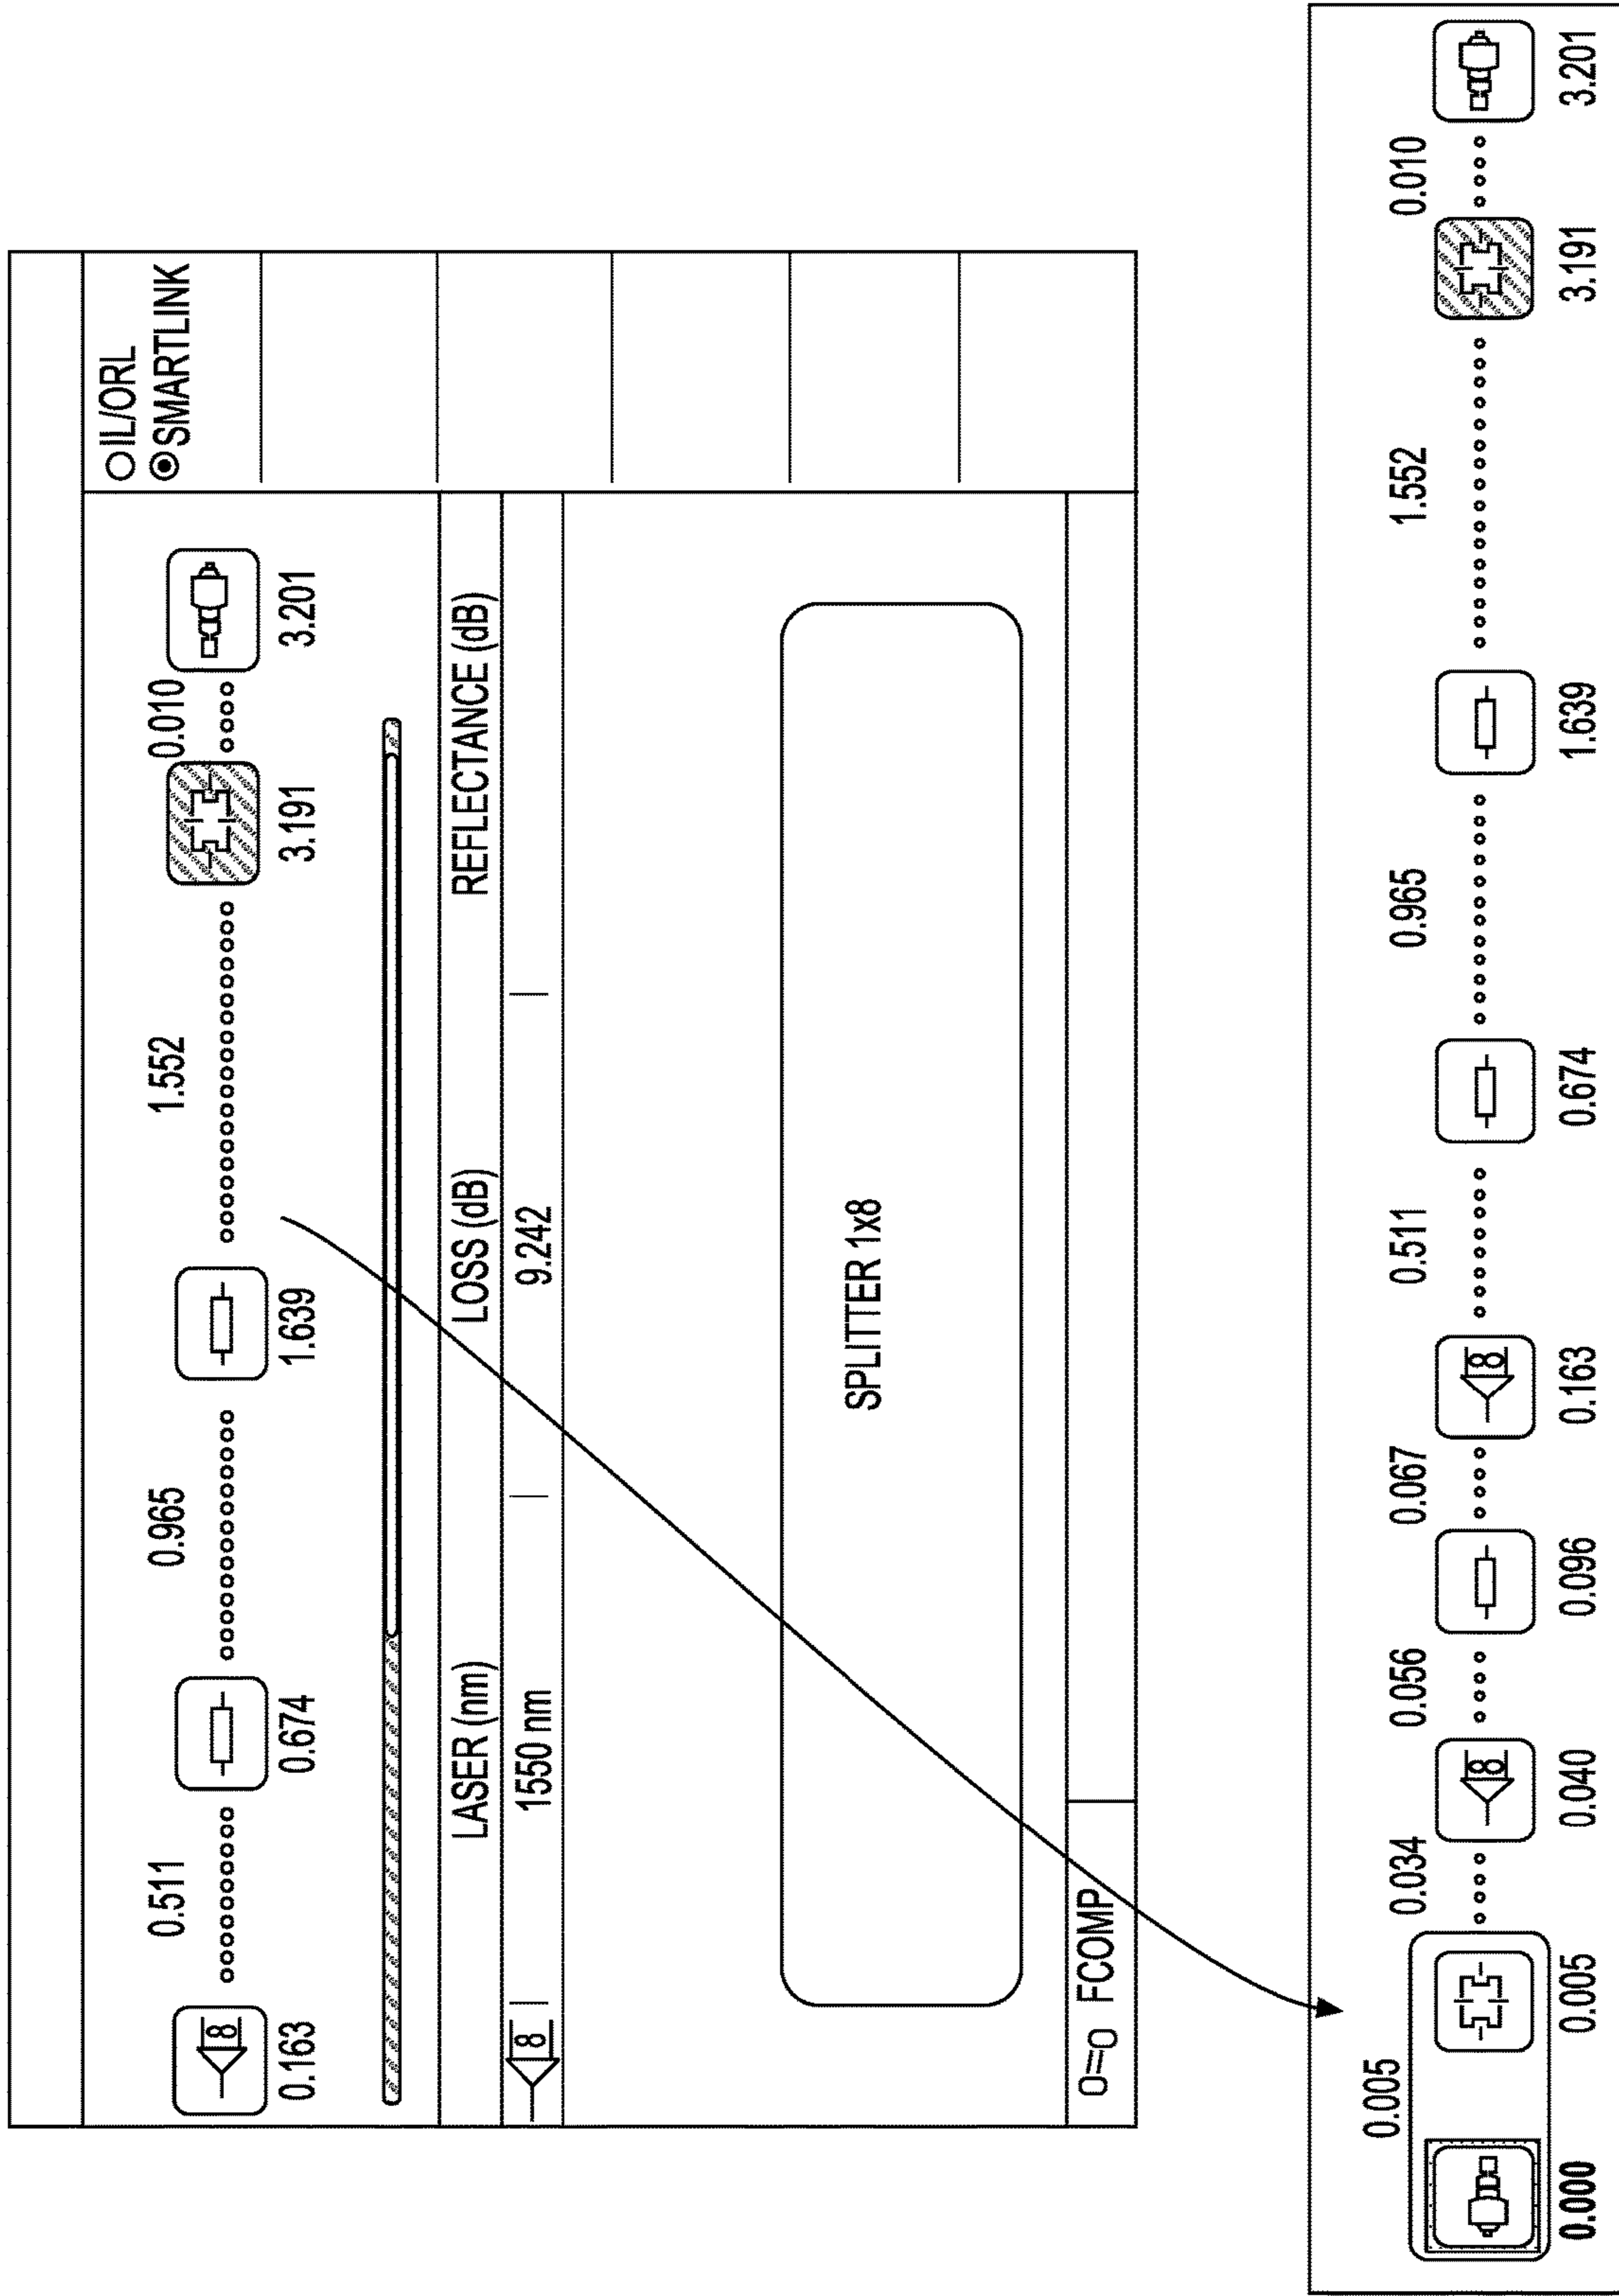 ○ IL/ORL
◉ SMARTLINK
0.511 0.965 1.552 0.010
8
0.163 0.674 1.639 3.191 3.201
LASER (nm) LOSS (dB) REFLECTANCE (dB)
8 1550 nm 9.242
SPLITTER 1x8
FCOMP
0.005 0.034 0.056 0.067 0.511 0.965 1.552 0.010
8 8
0.000 0.005 0.040 0.096 0.163 0.674 1.639 3.191 3.201